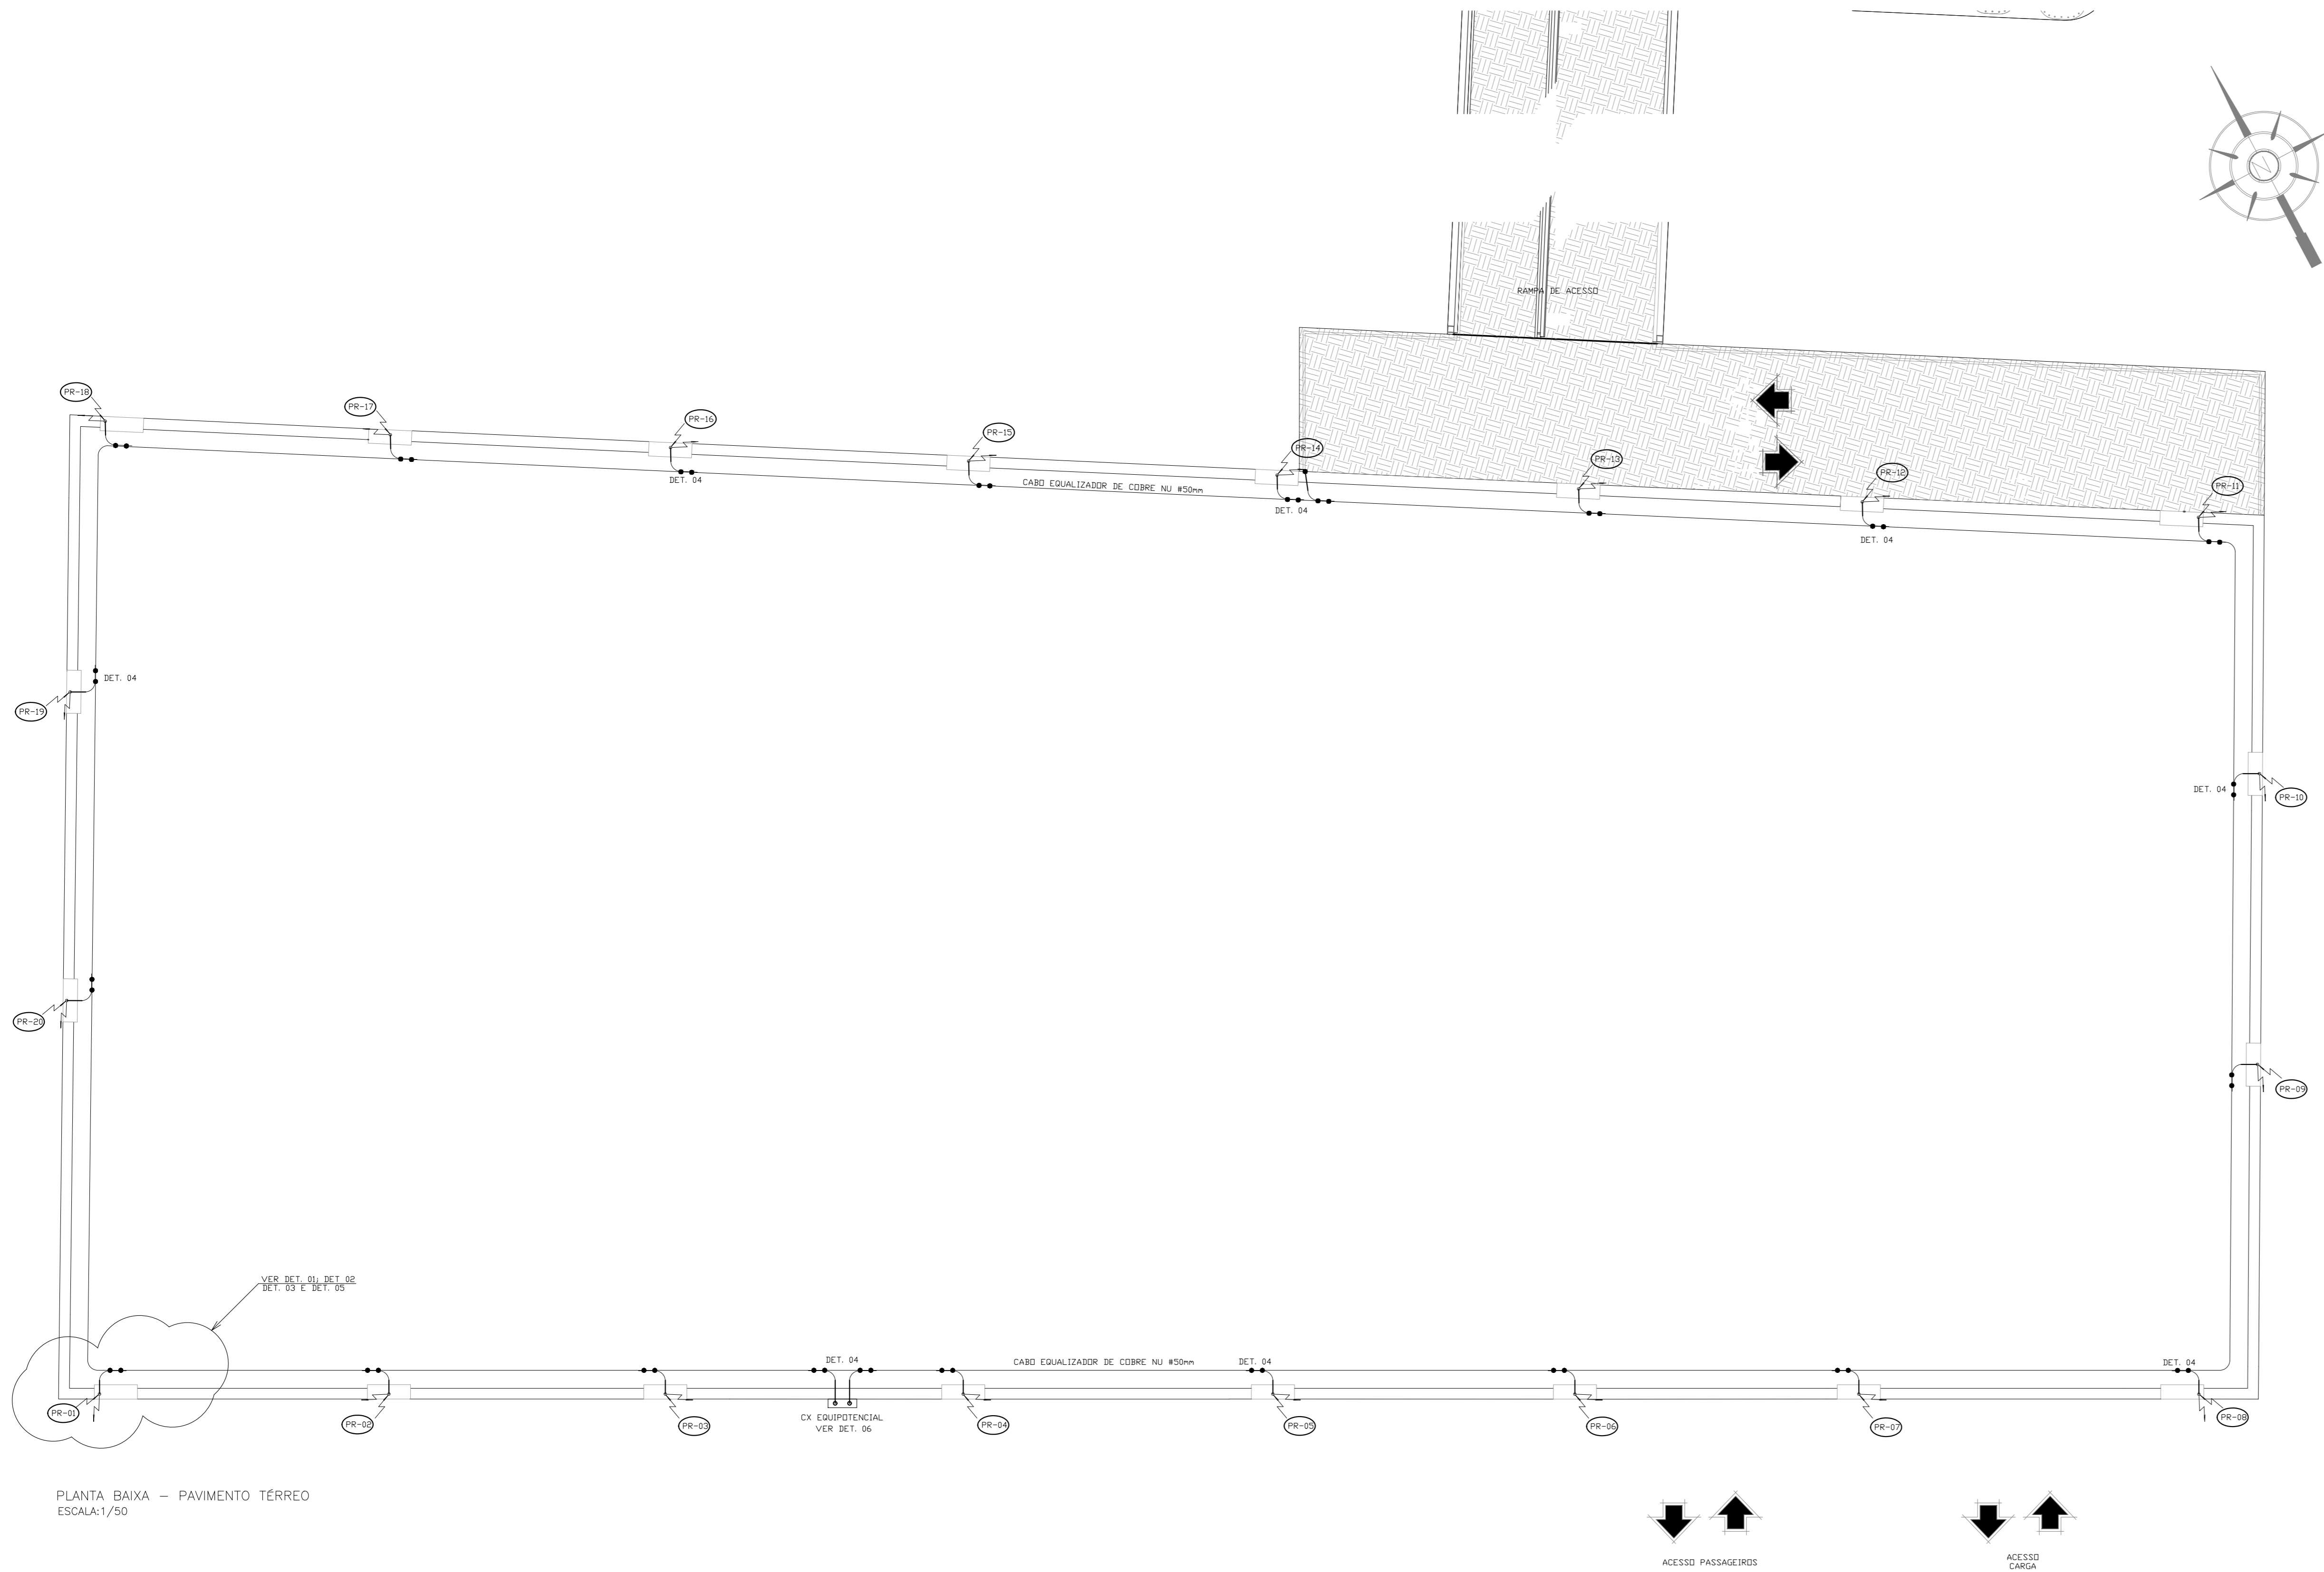 N
RAMPA DE ACESSO
PR-18
PR-17
PR-16
PR-15
PR-14
PR-13
PR-12
PR-11
DET. 04
CABO EQUALIZADOR DE COBRE NU #50mm
DET. 04
DET. 04
DET. 04
PR-19
DET. 04
PR-10
PR-20
PR-09
VER DET. 01; DET 02
DET. 03 E DET. 05
DET. 04
CABO EQUALIZADOR DE COBRE NU #50mm
DET. 04
DET. 04
PR-01
PR-02
PR-03
CX EQUIPOTENCIAL
VER DET. 06
PR-04
PR-05
PR-06
PR-07
PR-08
PLANTA BAIXA – PAVIMENTO TÉRREO
ESCALA:1/50
ACESSO PASSAGEIROS
ACESSO
CARGA